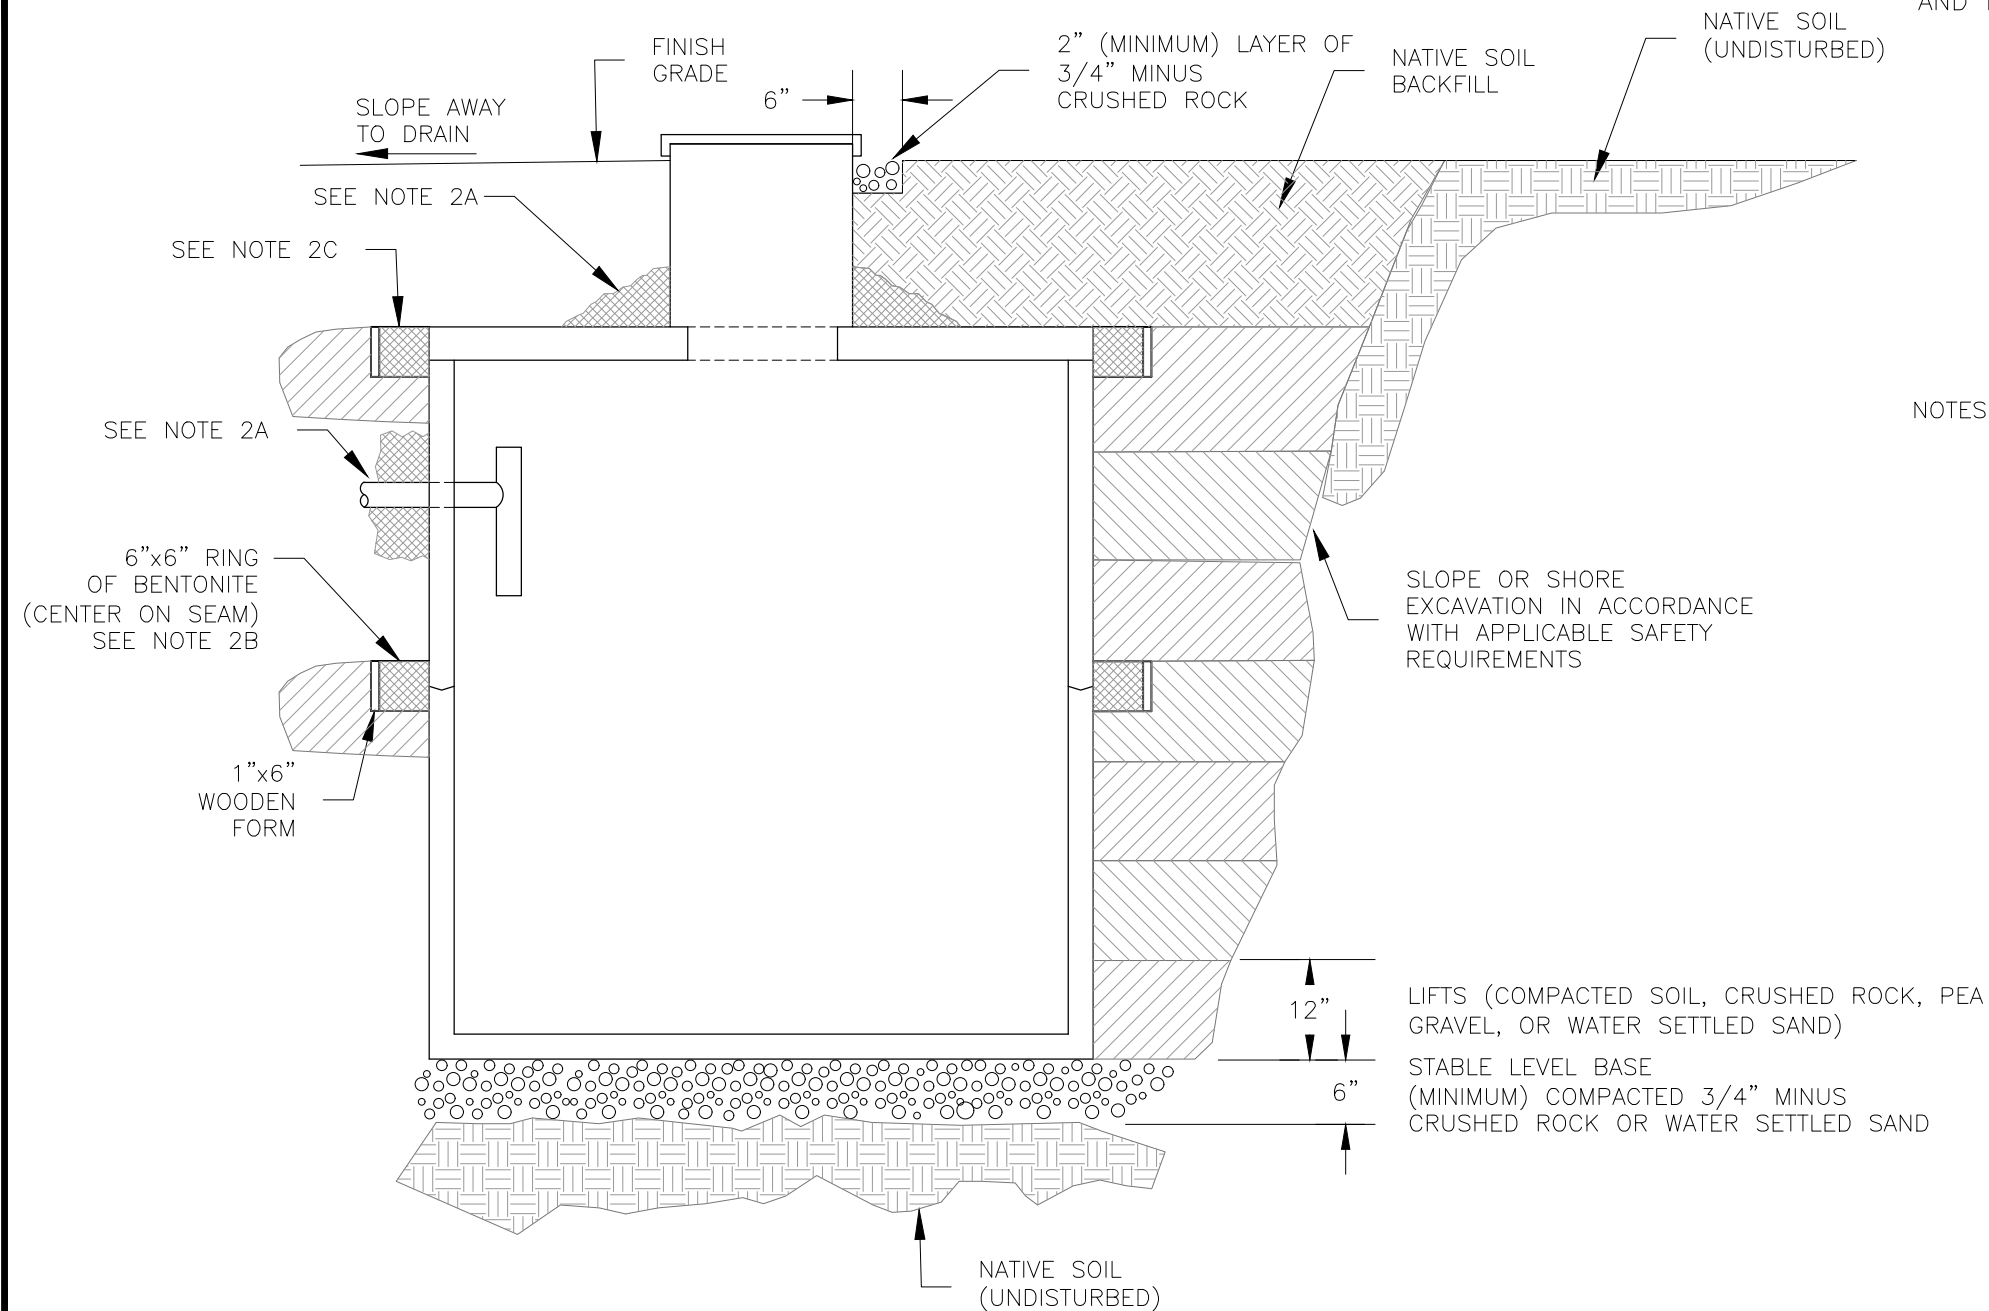 AND
NATIVE SOIL
(UNDISTURBED)
FINISH
GRADE
2” (MINIMUM) LAYER OF
3/4” MINUS
CRUSHED ROCK
NATIVE SOIL
BACKFILL
6”
SLOPE AWAY
TO DRAIN
SEE NOTE 2A
SEE NOTE 2C
NOTES
SEE NOTE 2A
6”x6” RING
OF BENTONITE
(CENTER ON SEAM)
SEE NOTE 2B
SLOPE OR SHORE
EXCAVATION IN ACCORDANCE
WITH APPLICABLE SAFETY
REQUIREMENTS
1”x6”
WOODEN
FORM
12”
LIFTS (COMPACTED SOIL, CRUSHED ROCK, PEA
GRAVEL, OR WATER SETTLED SAND)
6”
STABLE LEVEL BASE
(MINIMUM) COMPACTED 3/4” MINUS
CRUSHED ROCK OR WATER SETTLED SAND
NATIVE SOIL
(UNDISTURBED)